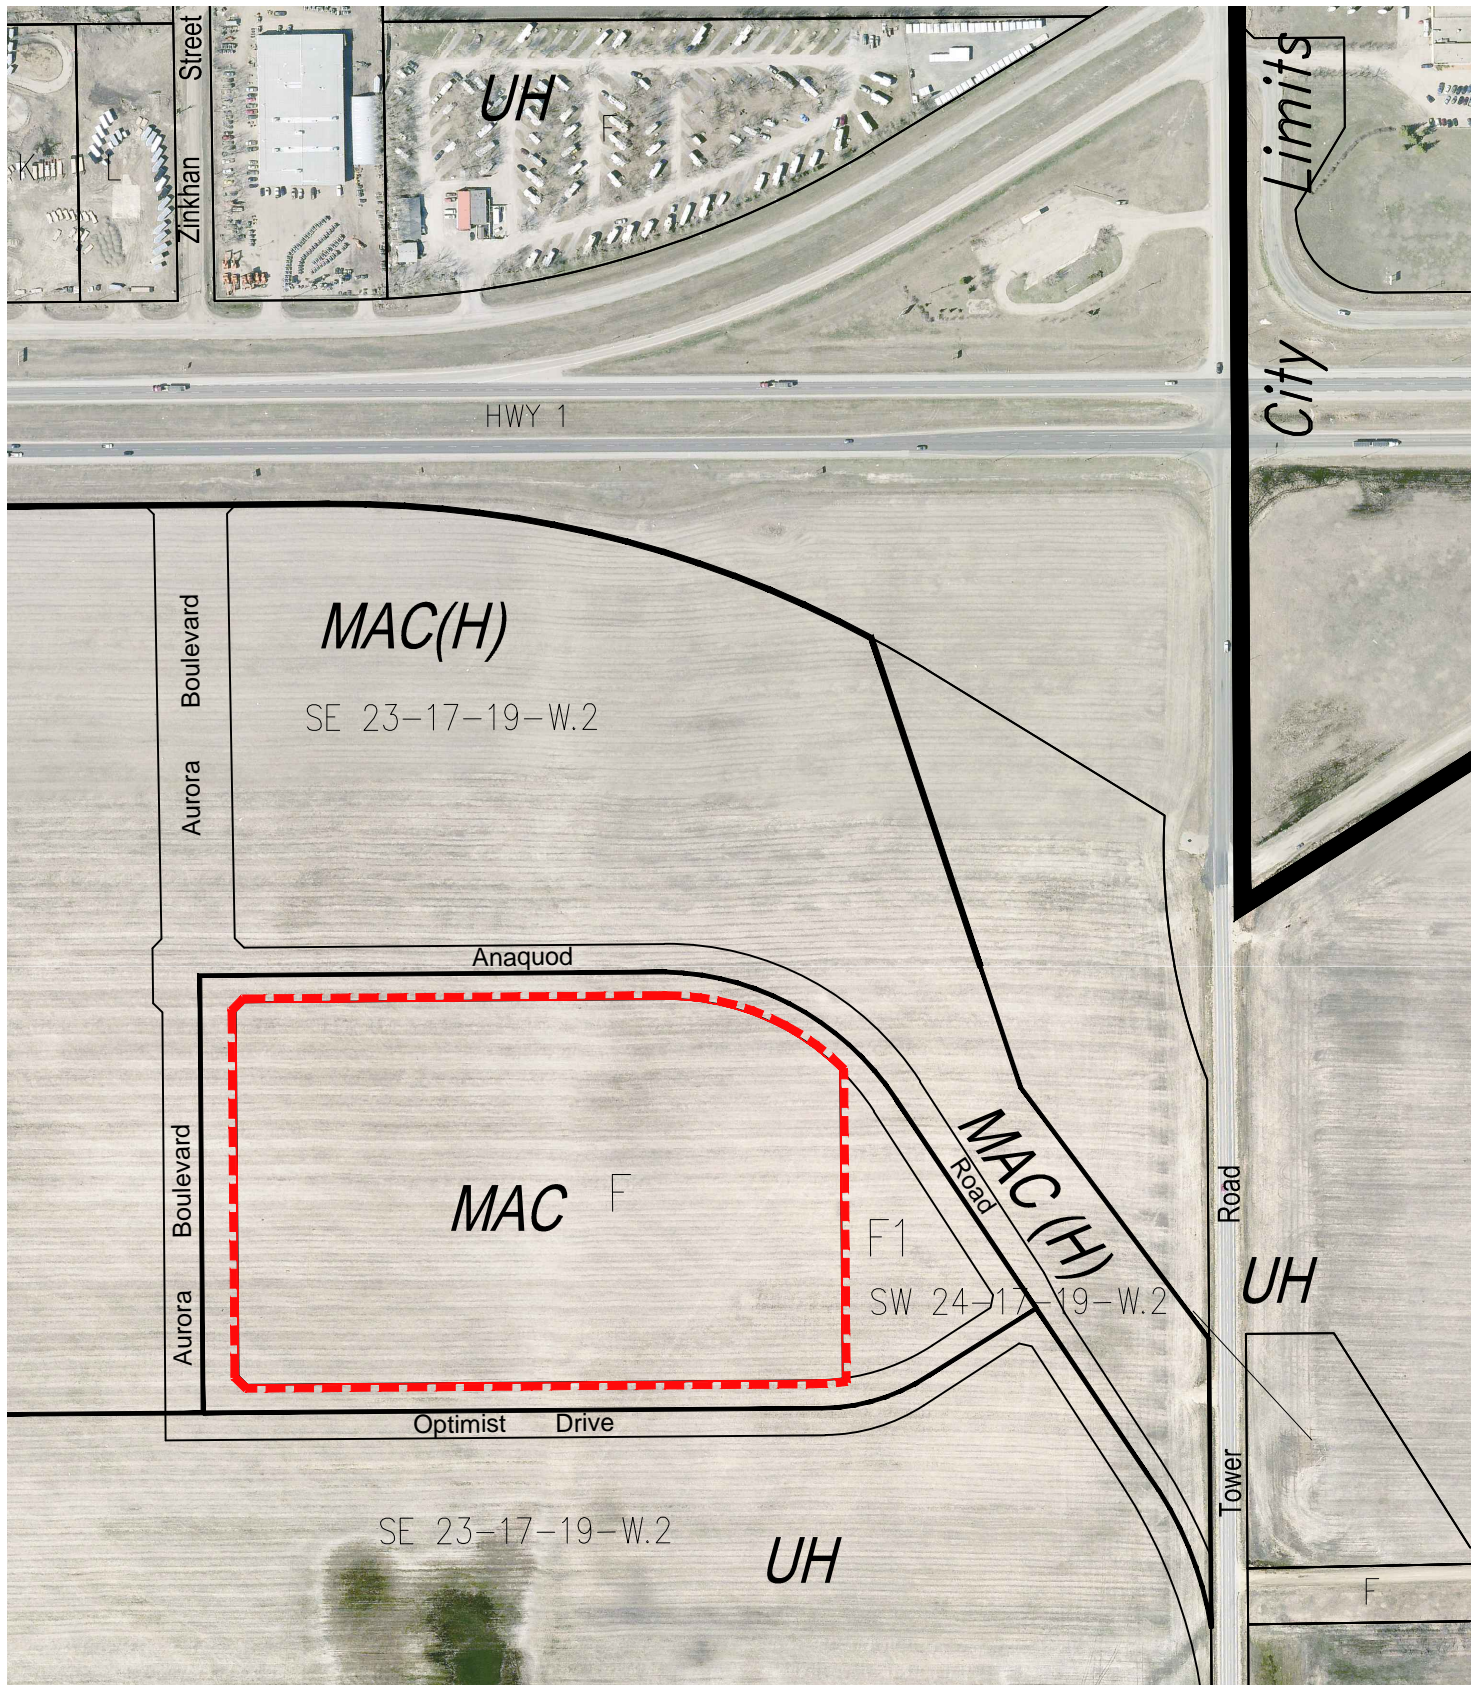 Zinkhan Street
UH
F
K
L
City Limits
HWY 1
MAC(H)
SE 23-17-19-W.2
Aurora Boulevard
Anaquod
Road
MAC (H)
MAC
F
F1
SW 24-17-19-W.2
Aurora Boulevard
Tower Road
UH
Optimist Drive
SE 23-17-19-W.2
UH
F